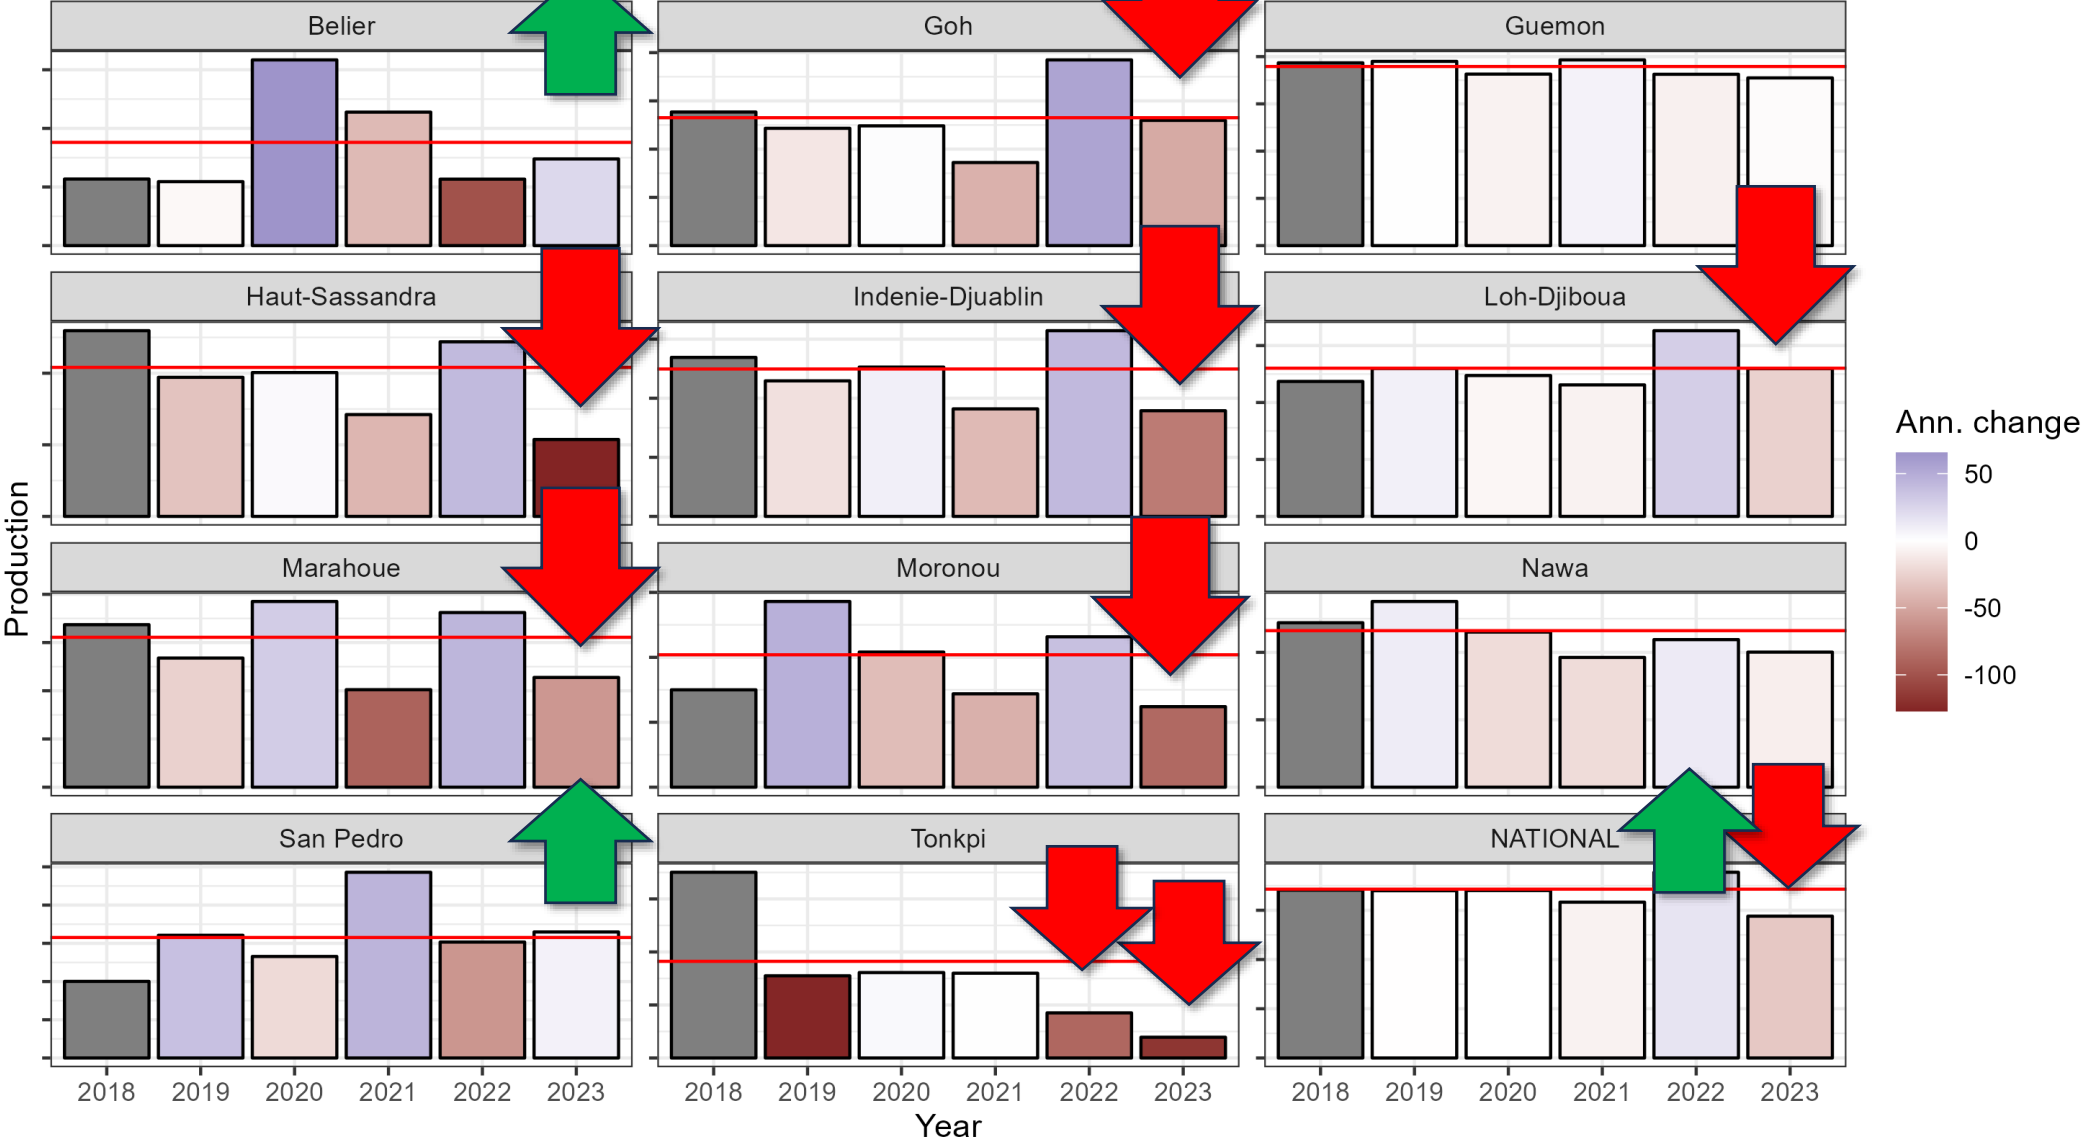 Belier
Goh
Guemon
Haut-Sassandra
Indenie-Djuablin
Loh-Djiboua
Marahoue
Moronou
Nawa
San Pedro
Tonkpi
NATIONAL
Production
2018 2019 2020 2021 2022 2023
2018 2019 2020 2021 2022 2023
2018 2019 2020 2021 2022 2023
Year
Ann. change
50
0
-50
-100